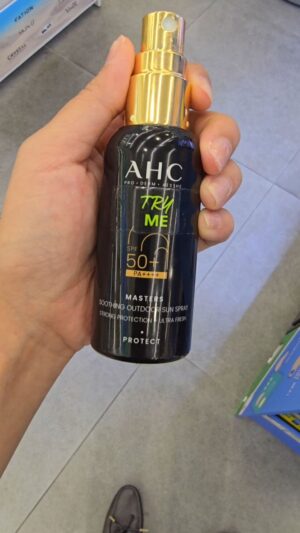 AHC
TRY
ME
SPF
50+
PA++++
MASTERS
SOOTHING OUTDOOR SUN SPRAY
STRONG PROTECTION • ULTRA FRESH
+
PROTECT